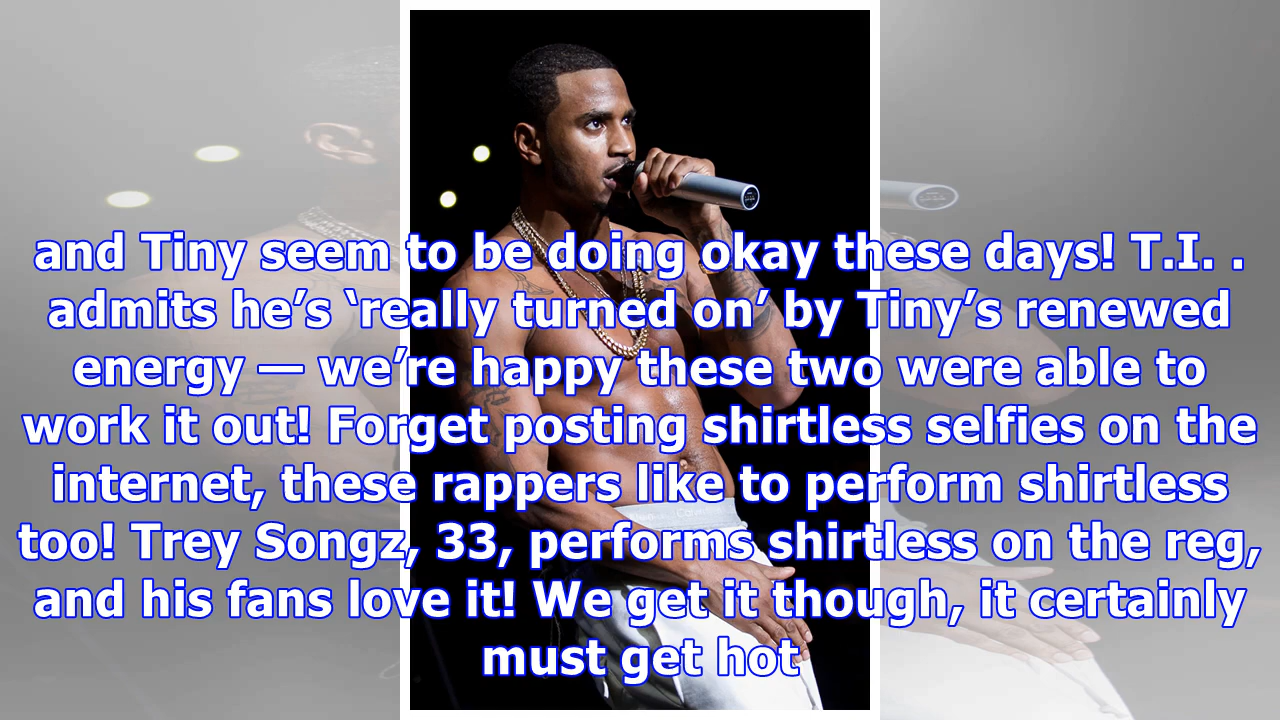 and Tiny seem to be doing okay these days! T.I. .
admits he’s ‘really turned on’ by Tiny’s renewed
energy — we’re happy these two were able to
work it out! Forget posting shirtless selfies on the
internet, these rappers like to perform shirtless
too! Trey Songz, 33, performs shirtless on the reg,
and his fans love it! We get it though, it certainly
must get hot